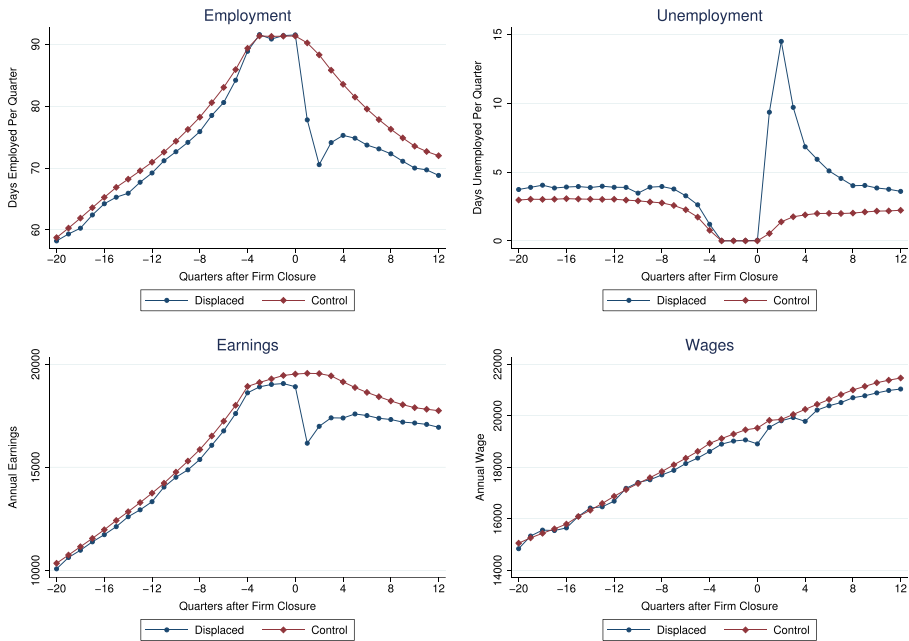 Employment
Days Employed Per Quarter
90
80
70
60
−20 −16 −12 −8 −4 0 4 8 12
Quarters after Firm Closure
Displaced Control
Unemployment
Days Unemployed Per Quarter
15
10
5
0
−20 −16 −12 −8 −4 0 4 8 12
Quarters after Firm Closure
Displaced Control
Earnings
Annual Earnings
20000
15000
10000
−20 −16 −12 −8 −4 0 4 8 12
Quarters after Firm Closure
Displaced Control
Wages
Annual Wage
22000
20000
18000
16000
14000
−20 −16 −12 −8 −4 0 4 8 12
Quarters after Firm Closure
Displaced Control